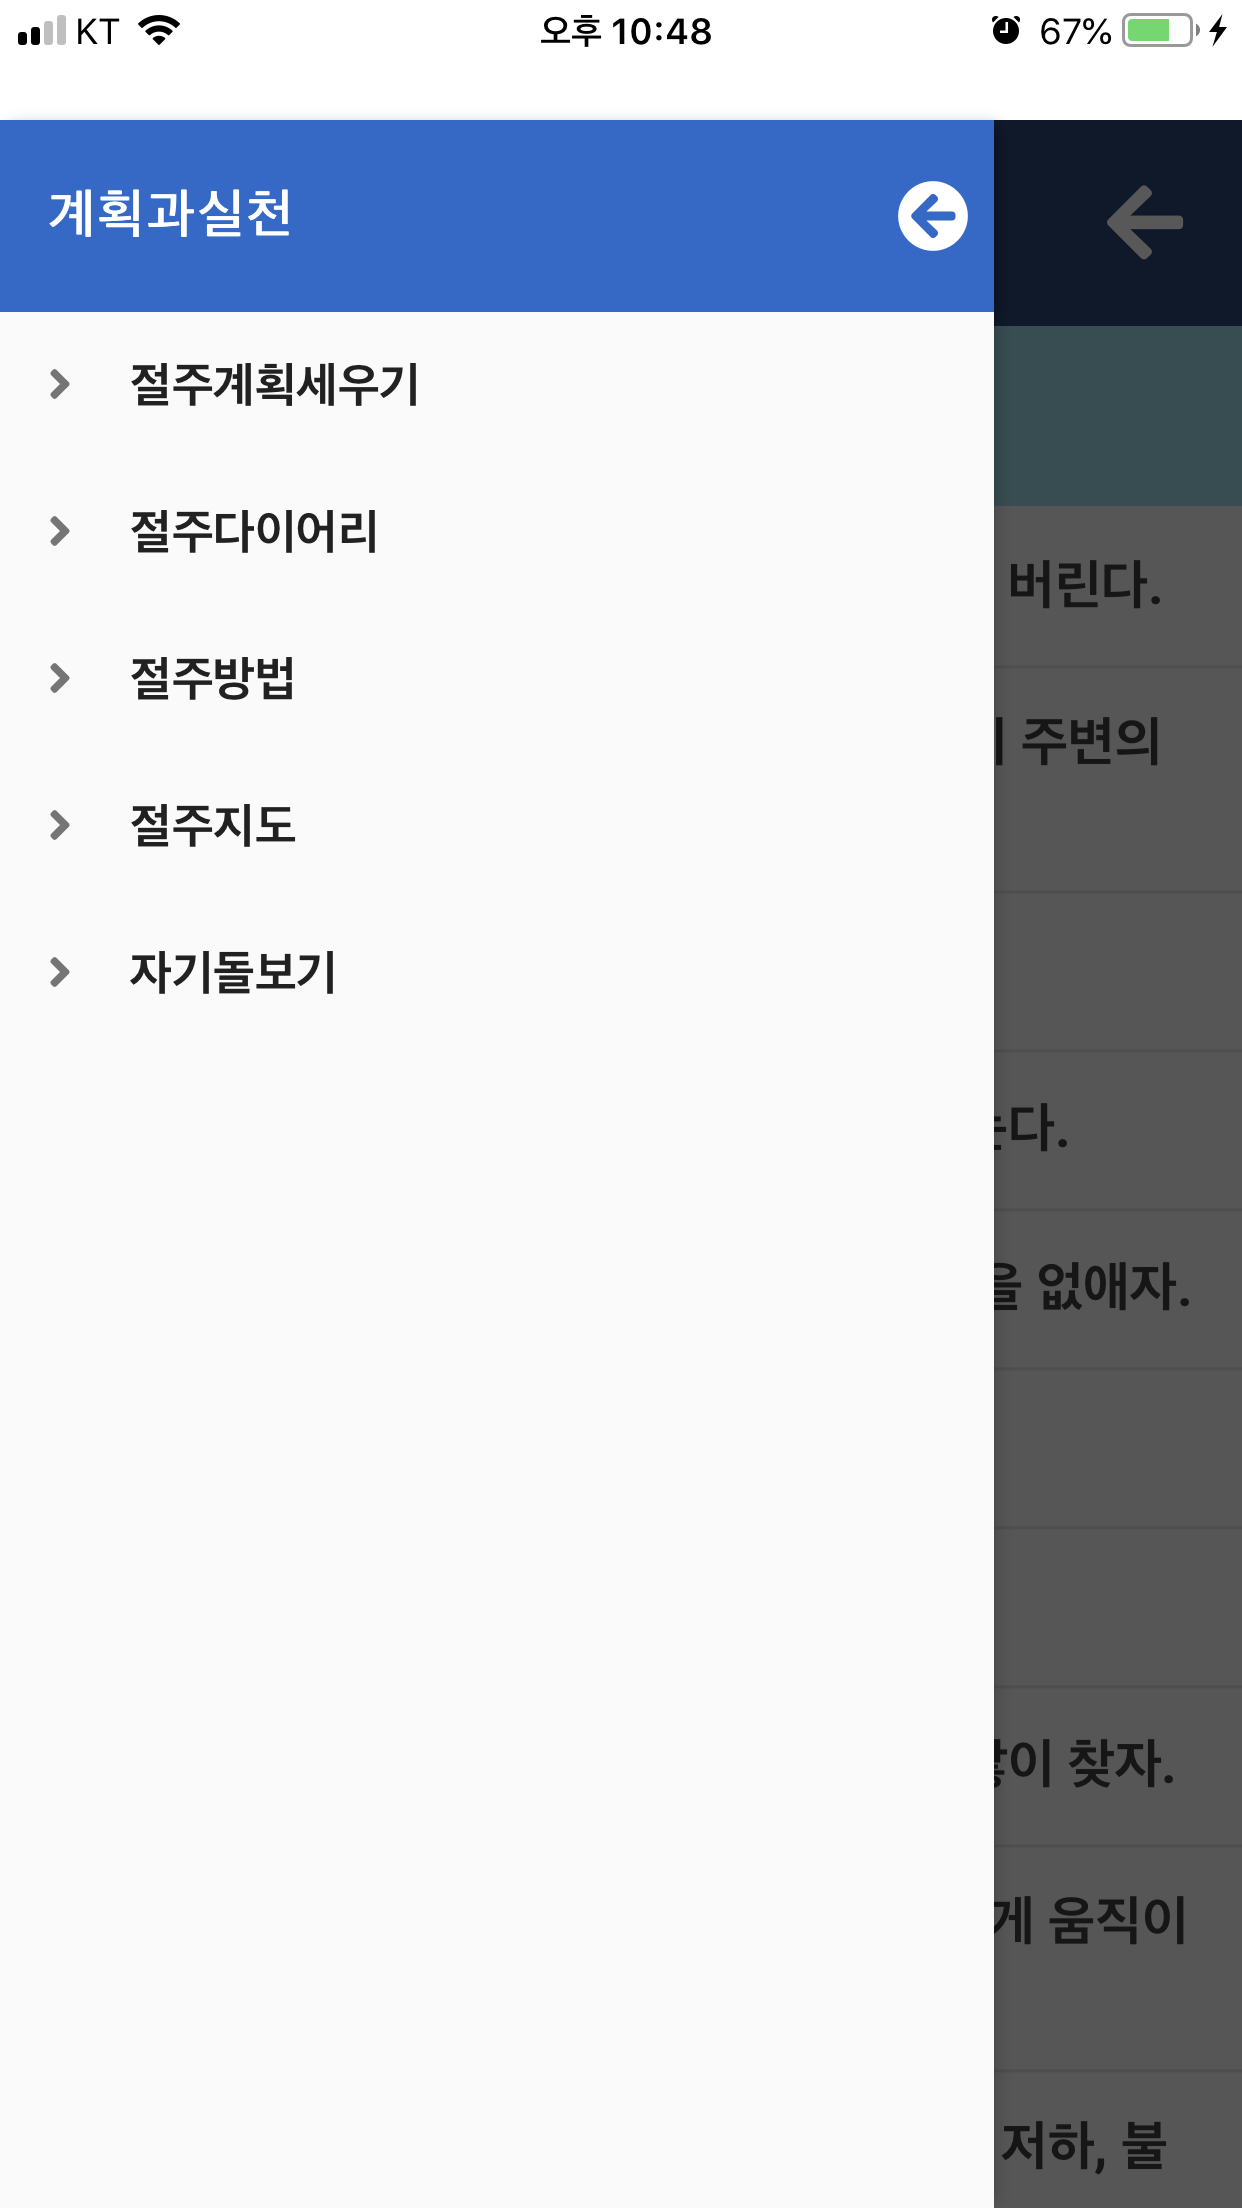 KT
오후 10:48
67%
계획과실천
절주계획세우기
절주다이어리
절주방법
절주지도
자기돌보기
버린다.
주변의
을 없애자.
찾자.
게 움직이
저하, 불